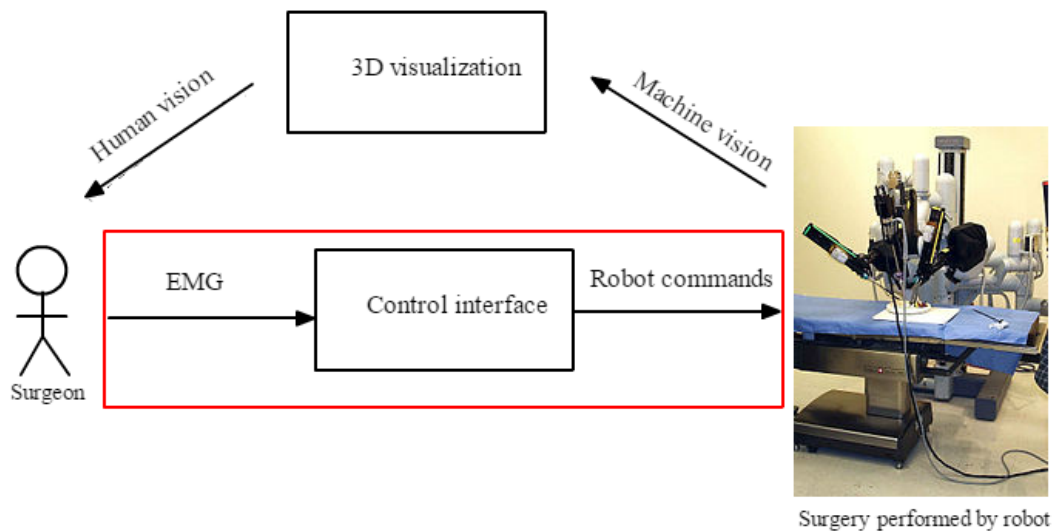 3D visualization
Human vision
Machine vision
EMG
Control interface
Robot commands
Surgeon
Surgery performed by robot